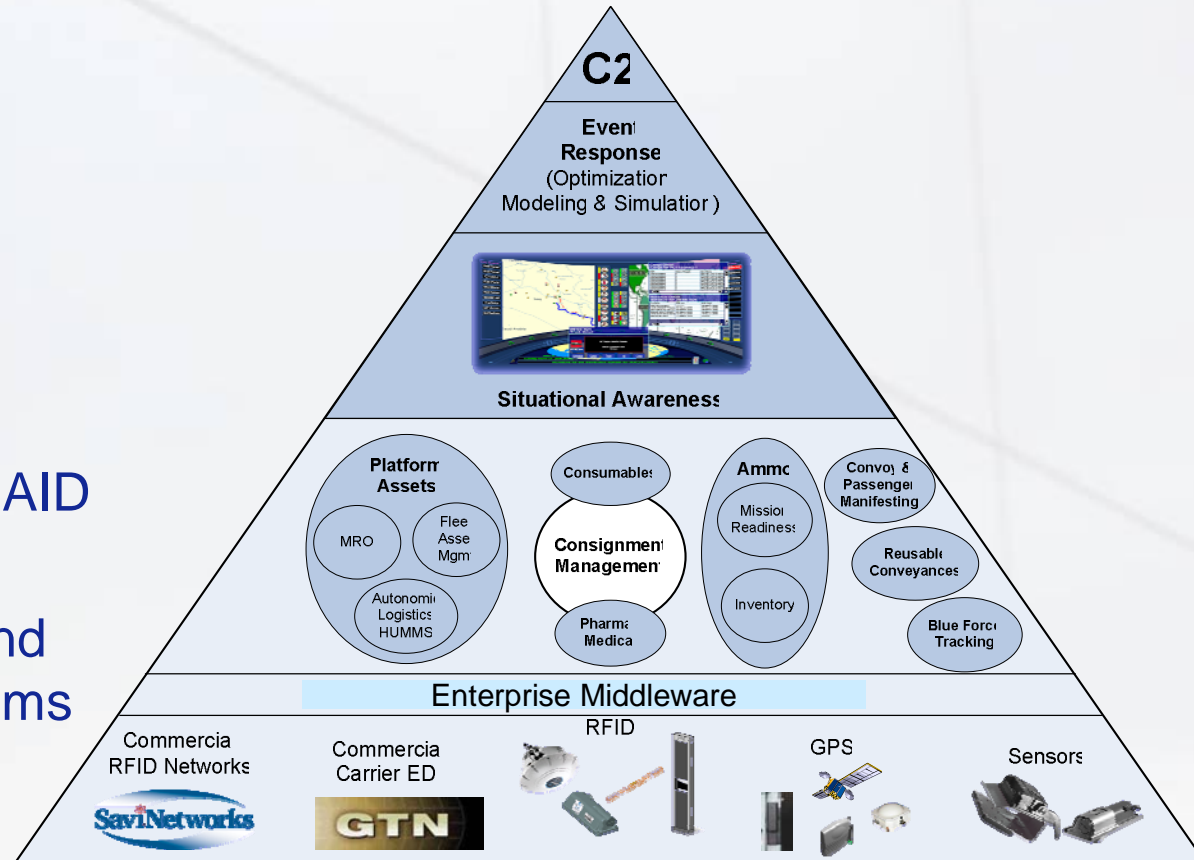 C2
Event
Response
(Optimization
Modeling & Simulation)
Situational Awareness
AID
nd
ms
Platform
Assets
MRO
Flee
Asse
Mgm
Autonomi
Logistics
HUMMS
Consumables
Consignment
Management
Pharma
Medica
Ammo
Mission
Readiness
Inventory
Convoy &
Passenger
Manifesting
Reusable
Conveyances
Blue Force
Tracking
Enterprise Middleware
Commercia
RFID Networks
SaviNetworks
Commercia
Carrier ED
GTN
RFID
GPS
Sensors